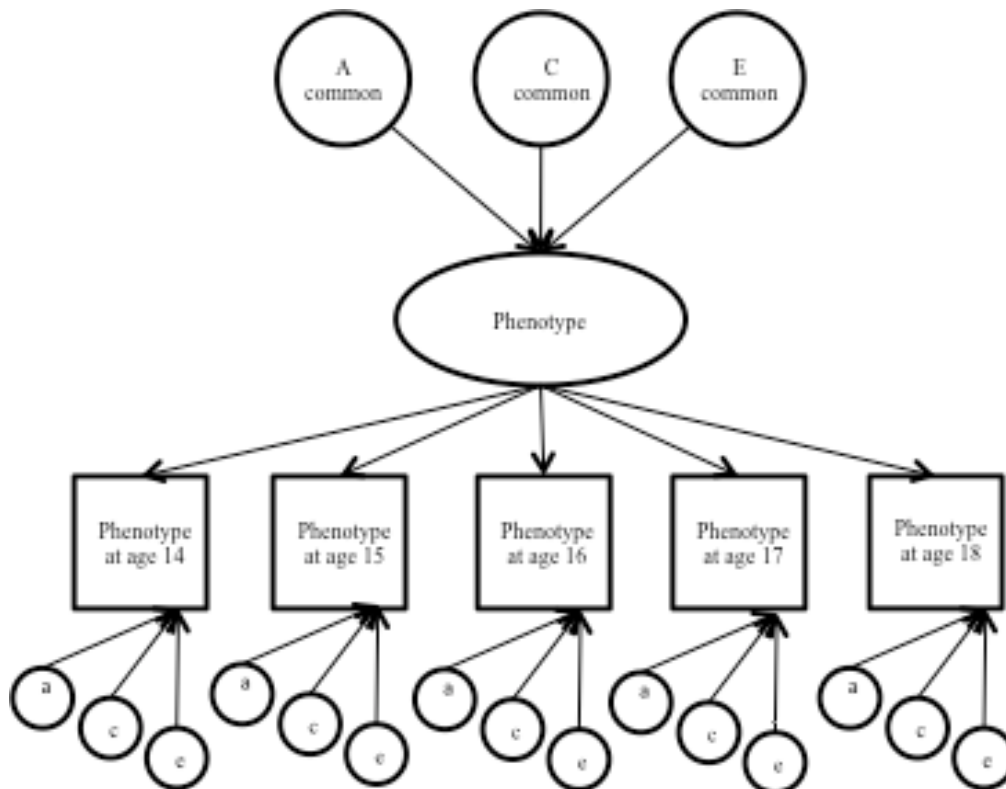 A
common
C
common
E
common
Phenotype
Phenotype
at age 14
Phenotype
at age 15
Phenotype
at age 16
Phenotype
at age 17
Phenotype
at age 18
a
c
e
a
c
e
a
c
e
a
c
e
a
c
e